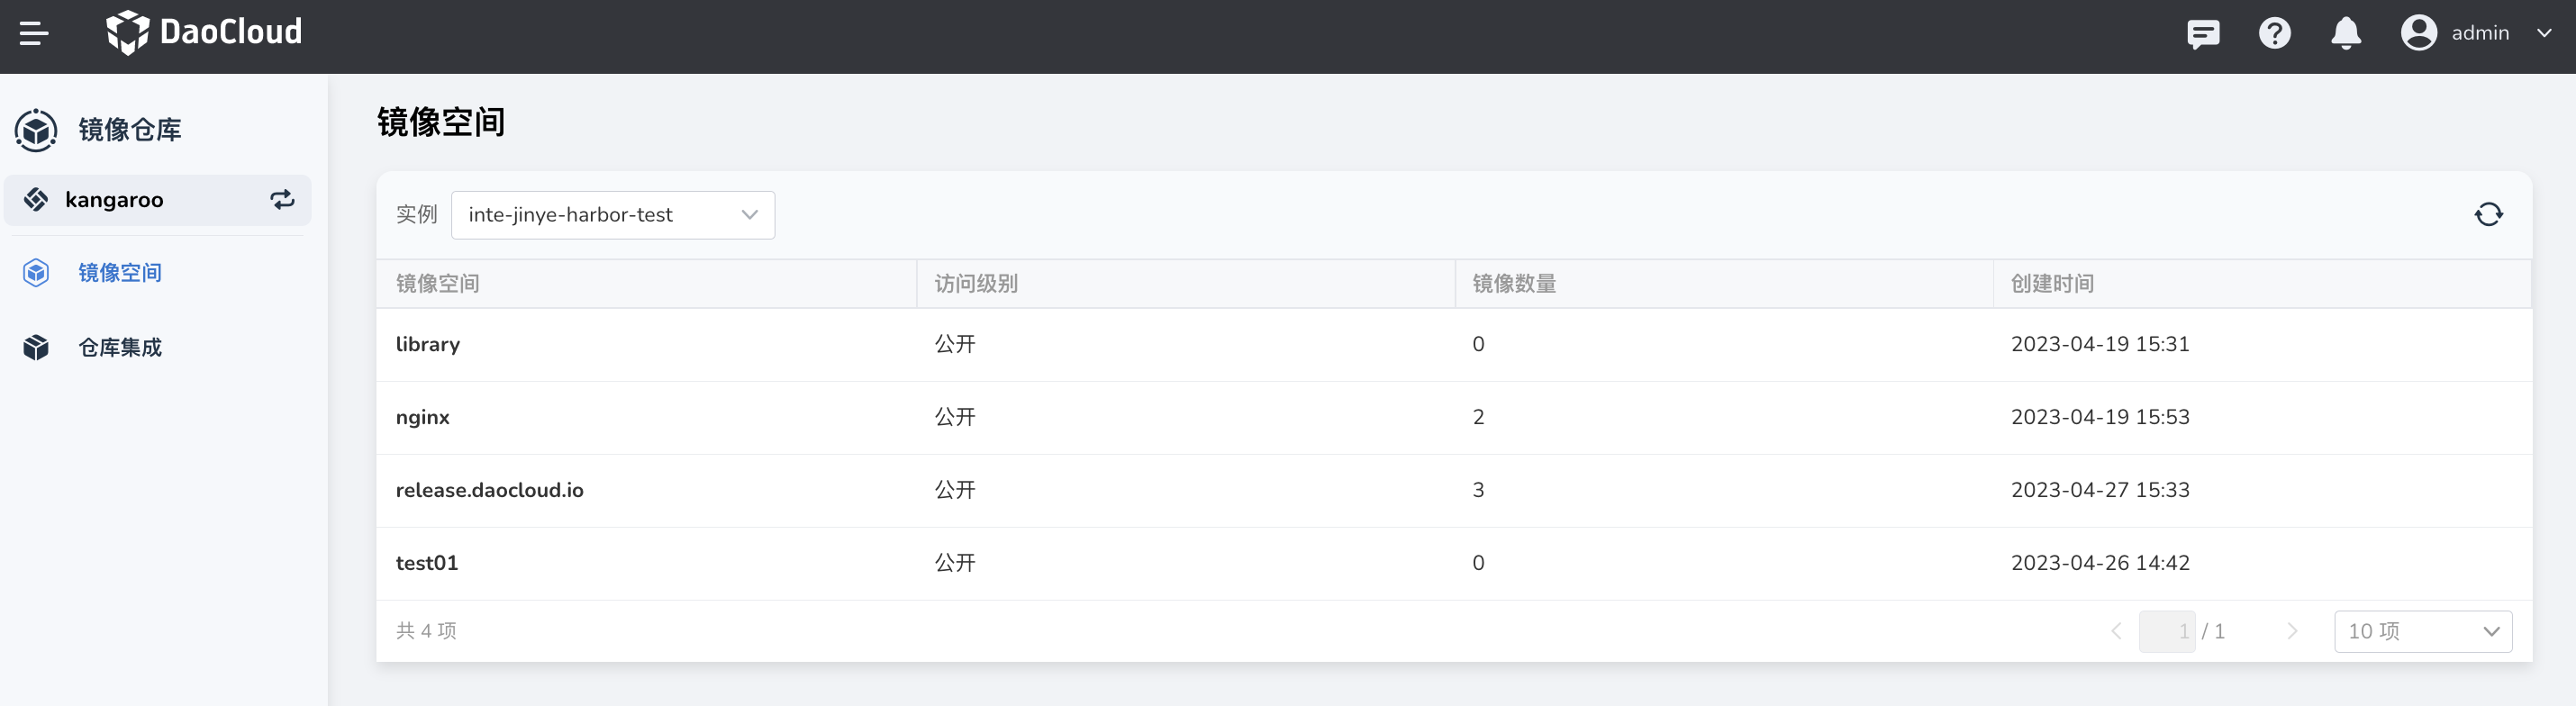 DaoCloud
admin
镜像仓库
kangaroo
镜像空间
仓库集成
镜像空间
实例 inte-jinye-harbor-test
镜像空间 访问级别 镜像数量 创建时间
library 公开 0 2023-04-19 15:31
nginx 公开 2 2023-04-19 15:53
release.daocloud.io 公开 3 2023-04-27 15:33
test01 公开 0 2023-04-26 14:42
共 4 项 1 / 1 10 项